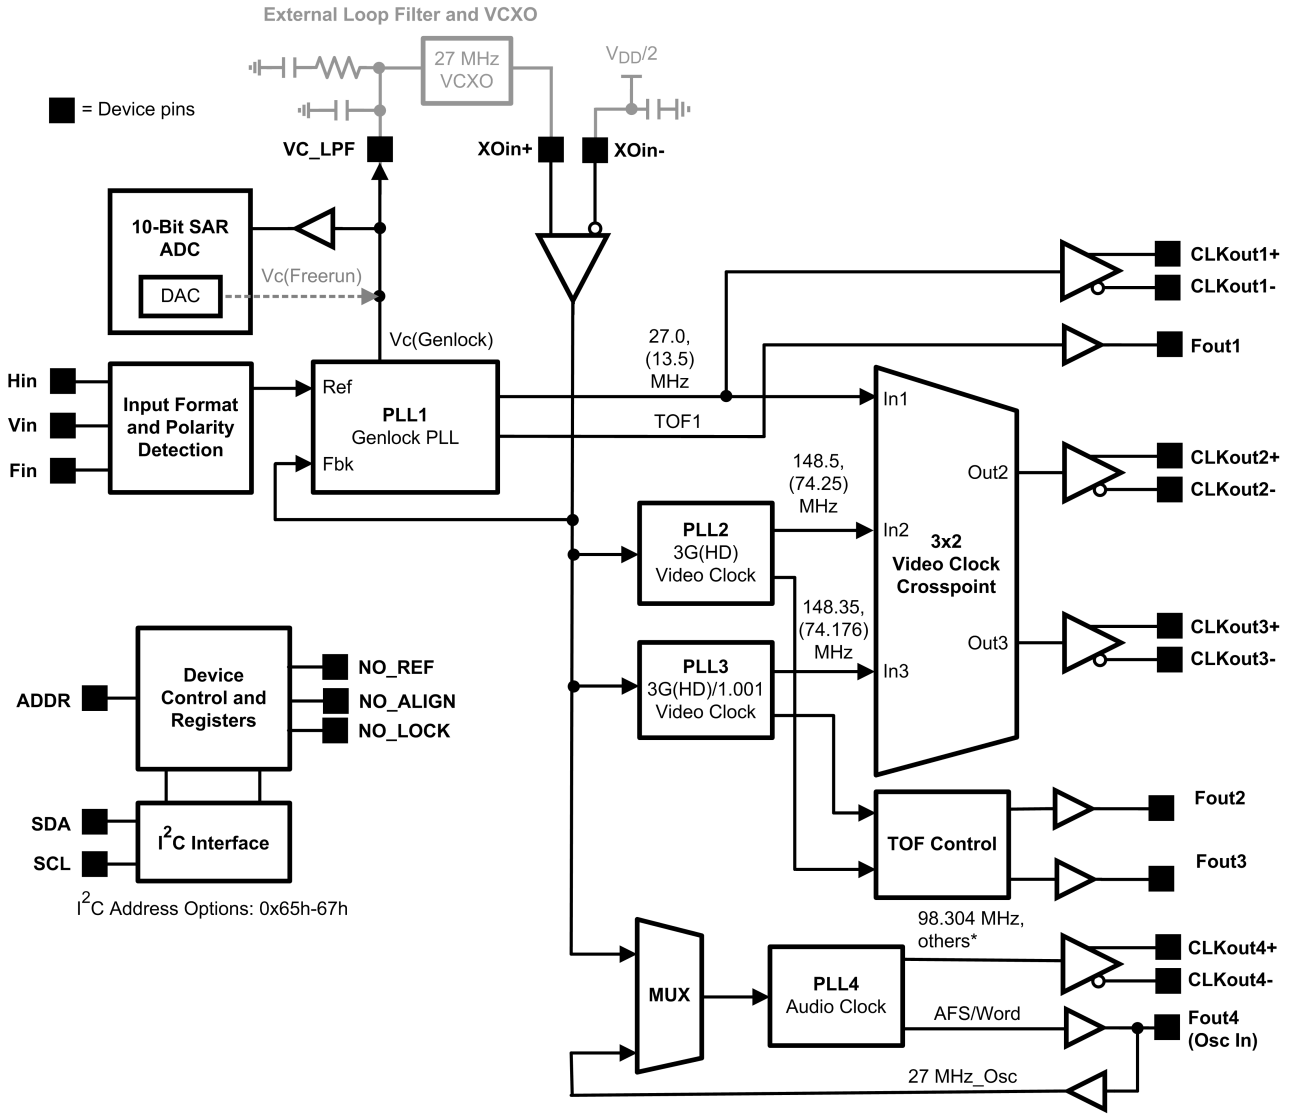 External Loop Filter and VCXO
27 MHz
VCXO
VDD/2
= Device pins
VC_LPF
XOin+
XOin-
10-Bit SAR
ADC
DAC
Vc(Freerun)
Vc(Genlock)
CLKout1+
CLKout1-
Fout1
27.0,
(13.5)
MHz
TOF1
Hin
Vin
Fin
Input Format
and Polarity
Detection
Ref
PLL1
Genlock PLL
Fbk
In1
Out2
In2
3x2
Video Clock
Crosspoint
Out3
In3
CLKout2+
CLKout2-
148.5,
(74.25)
MHz
PLL2
3G(HD)
Video Clock
148.35,
(74.176)
MHz
PLL3
3G(HD)/1.001
Video Clock
CLKout3+
CLKout3-
ADDR
Device
Control and
Registers
NO_REF
NO_ALIGN
NO_LOCK
SDA
SCL
I2C Interface
I2C Address Options: 0x65h-67h
TOF Control
Fout2
Fout3
MUX
PLL4
Audio Clock
98.304 MHz,
others*
CLKout4+
CLKout4-
AFS/Word
Fout4
(Osc In)
27 MHz_Osc